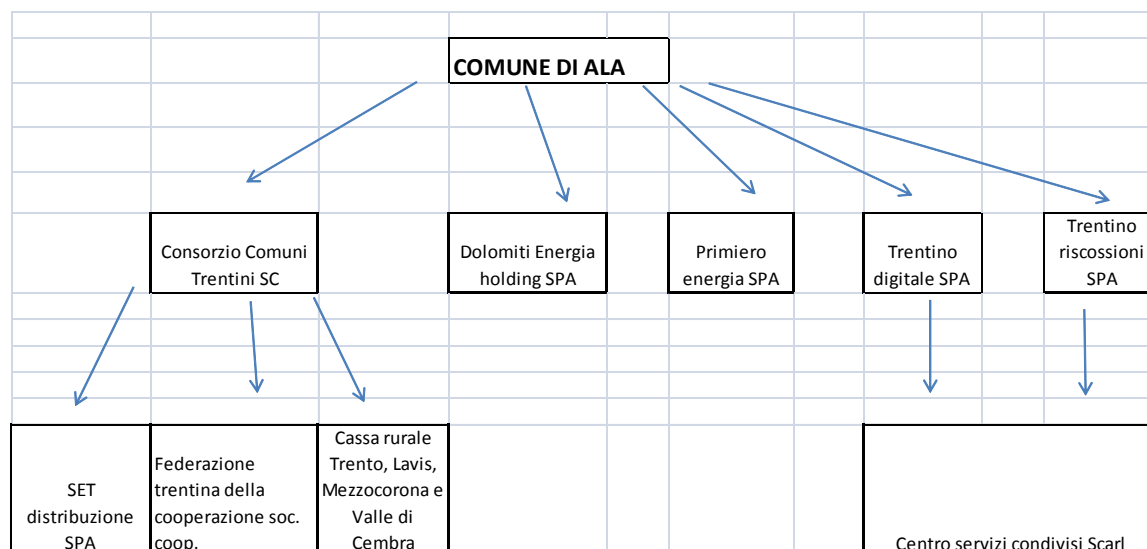 COMUNE DI ALA
Consorzio Comuni
Trentini SC
Dolomiti Energia
holding SPA
Primiero
energia SPA
Trentino
digitale SPA
Trentino
riscossioni
SPA
SET
distribuzione
SPA
Federazione
trentina della
cooperazione soc.
coop.
Cassa rurale
Trento, Lavis,
Mezzocorona e
Valle di
Cembra
Centro servizi condivisi Scarl